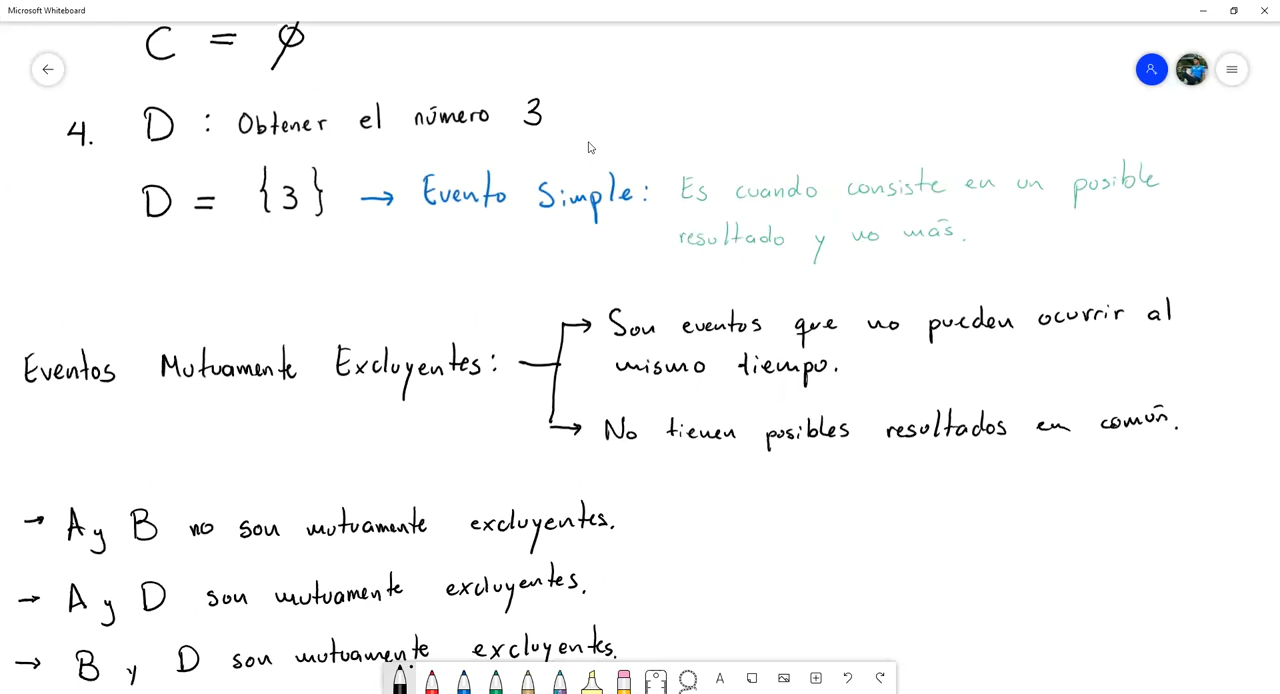 Microsoft Whiteboard
C = ∅
4. D : Obtener el número 3
D = {3} → Evento Simple: Es cuando consiste en un posible
resultado y no más.
Eventos Mutuamente Excluyentes: → Son eventos que no pueden ocurrir al
mismo tiempo.
→ No tienen posibles resultados en común.
→ A y B no son mutuamente excluyentes.
→ A y D son mutuamente excluyentes.
→ B y D son mutuamente excluyentes.